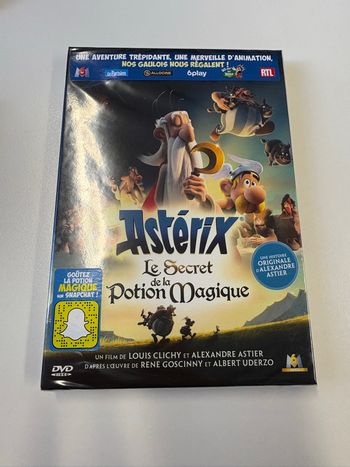 UNE AVENTURE TRÉPIDANTE, UNE MERVEILLE D'ANIMATION,
NOS GAULOIS NOUS RÉGALENT !
M6 Le Parisien ALLOCINÉ 6play RTL
ASTÉRIX
Le Secret
de la
Potion Magique
UNE HISTOIRE
ORIGINALE
D'ALEXANDRE
ASTIER
GOÛTEZ
LA POTION
MAGIQUE
SUR SNAPCHAT !
UN FILM DE LOUIS CLICHY ET ALEXANDRE ASTIER
D'APRÈS L'ŒUVRE DE RENÉ GOSCINNY ET ALBERT UDERZO
DVD
VIDEO
M6